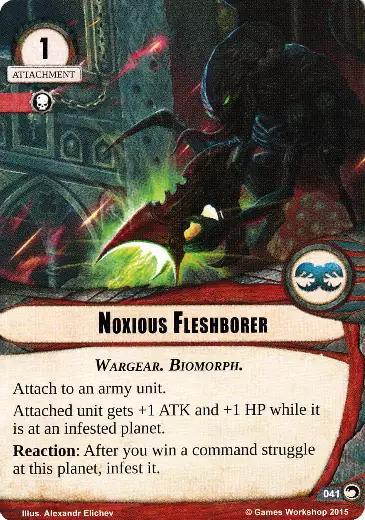 1
ATTACHMENT
NOXIOUS FLESHBORER
WARGEAR. BIOMORPH.
Attach to an army unit.
Attached unit gets +1 ATK and +1 HP while it
is at an infested planet.
Reaction: After you win a command struggle
at this planet, infest it.
041
Illus. Alexandr Elichev
© Games Workshop 2015